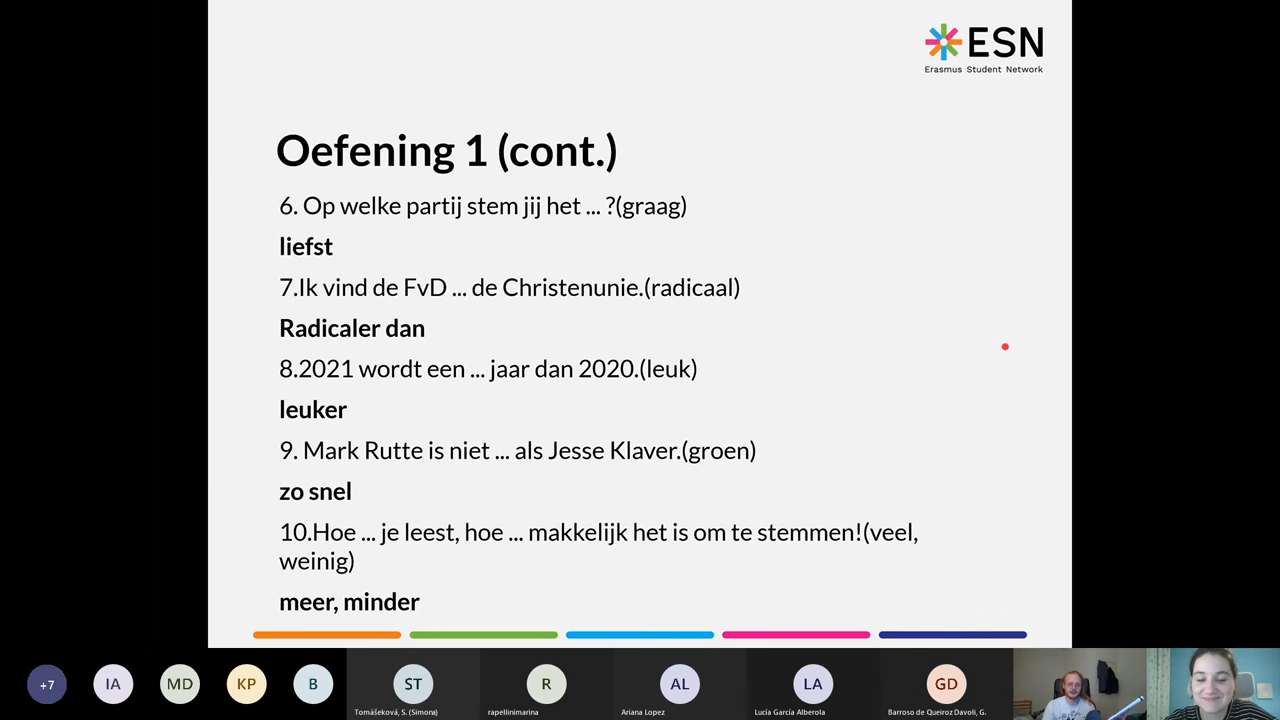 ESN
Erasmus Student Network
Oefening 1 (cont.)
6. Op welke partij stem jij het ... ?(graag)
liefst
7.Ik vind de FvD ... de Christenunie.(radicaal)
Radicaler dan
8.2021 wordt een ... jaar dan 2020.(leuk)
leuker
9. Mark Rutte is niet ... als Jesse Klaver.(groen)
zo snel
10.Hoe ... je leest, hoe ... makkelijk het is om te stemmen!(veel,
weinig)
meer, minder
+7
IA
MD
KP
B
ST
R
AL
LA
GD
Tomášeková, S. (Simona)
rapellinimarina
Ariana Lopez
Lucía García Alberola
Barroso de Queiroz Davoli, G.